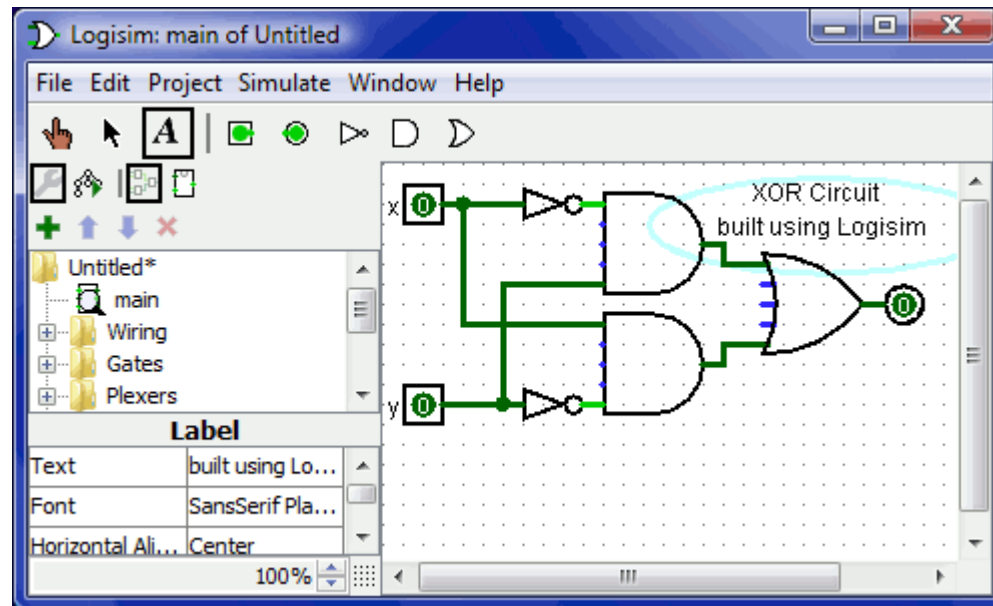 Logisim: main of Untitled
File Edit Project Simulate Window Help
A
Untitled*
main
Wiring
Gates
Plexers
Label
Text built using Lo...
Font SansSerif Pla...
Horizontal Ali... Center
100%
XOR Circuit
built using Logisim
x 0
0
y 0